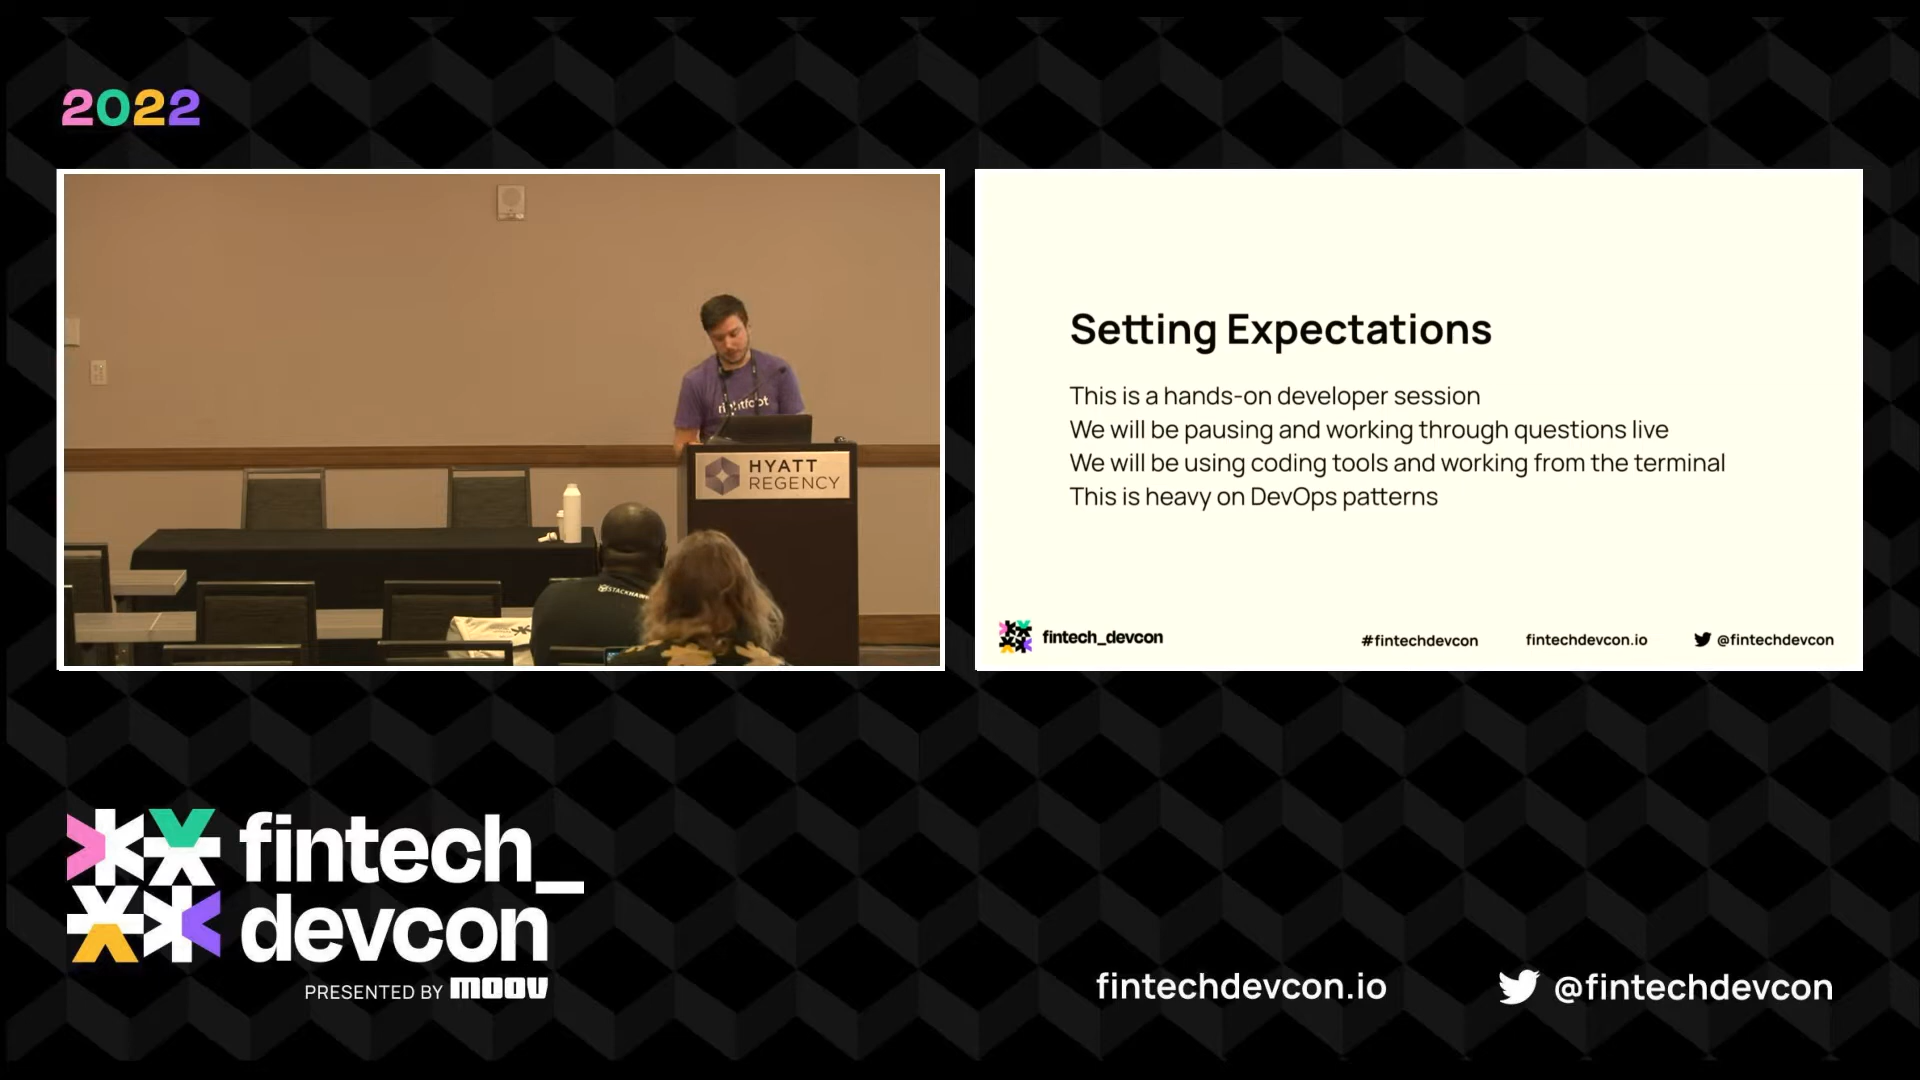 2022
rightfoot
HYATT
REGENCY
STACKHAWK
Setting Expectations
This is a hands-on developer session
We will be pausing and working through questions live
We will be using coding tools and working from the terminal
This is heavy on DevOps patterns
fintech_devcon
#fintechdevcon
fintechdevcon.io
@fintechdevcon
fintech_
devcon
PRESENTED BY moov
fintechdevcon.io
@fintechdevcon